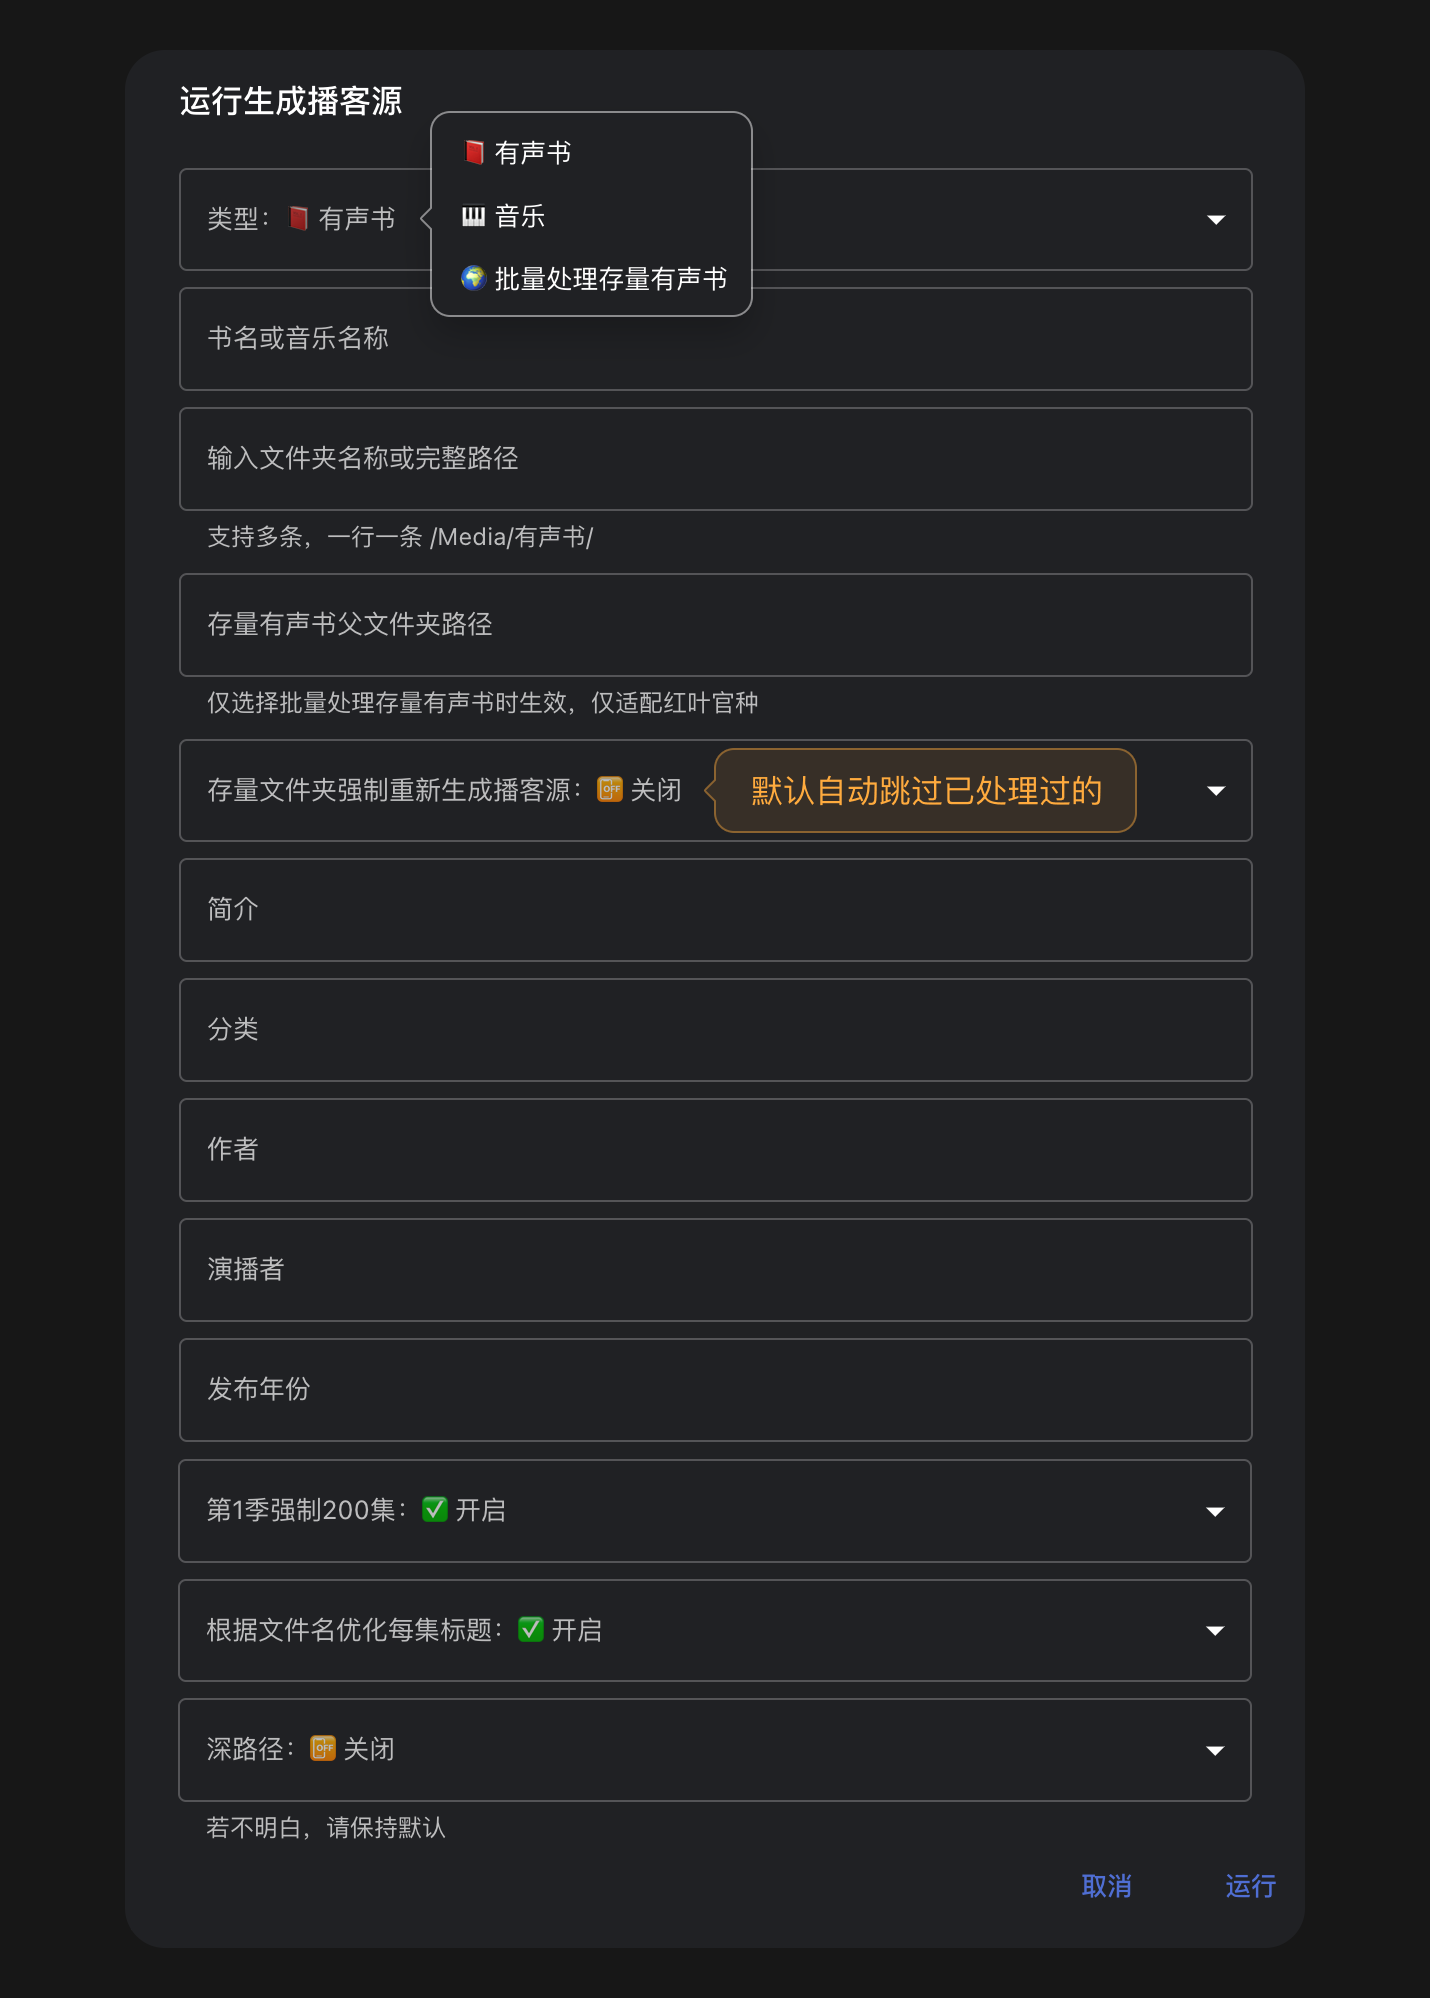 运行生成播客源
类型：📕 有声书
📕 有声书
🎹 音乐
🌍 批量处理存量有声书
书名或音乐名称
输入文件夹名称或完整路径
支持多条，一行一条 /Media/有声书/
存量有声书父文件夹路径
仅选择批量处理存量有声书时生效，仅适配红叶官种
存量文件夹强制重新生成播客源：📴 关闭
默认自动跳过已处理过的
简介
分类
作者
演播者
发布年份
第1季强制200集：✅ 开启
根据文件名优化每集标题：✅ 开启
深路径：📴 关闭
若不明白，请保持默认
取消
运行